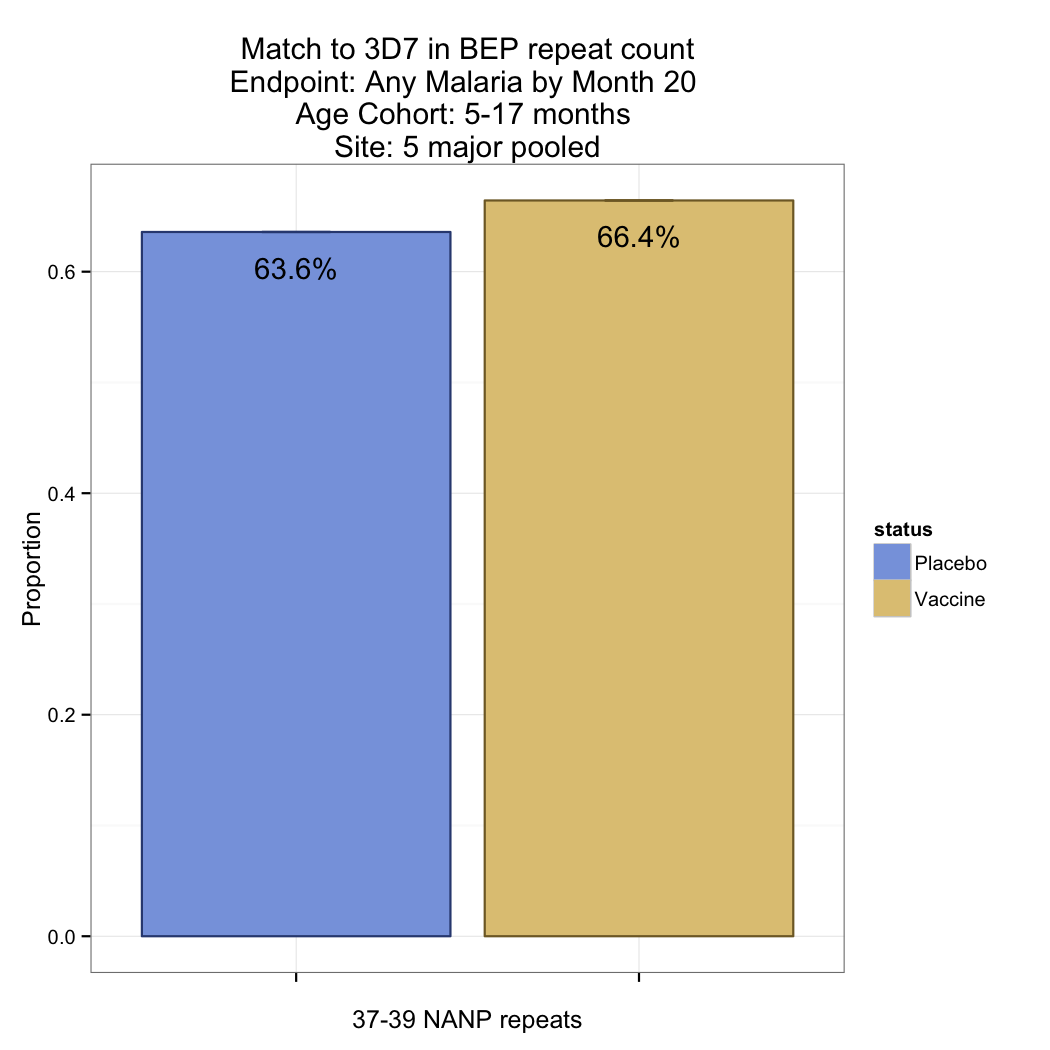 Match to 3D7 in BEP repeat count
Endpoint: Any Malaria by Month 20
Age Cohort: 5-17 months
Site: 5 major pooled
63.6%
66.4%
0.6
0.4
0.2
0.0
Proportion
37-39 NANP repeats
status
Placebo
Vaccine